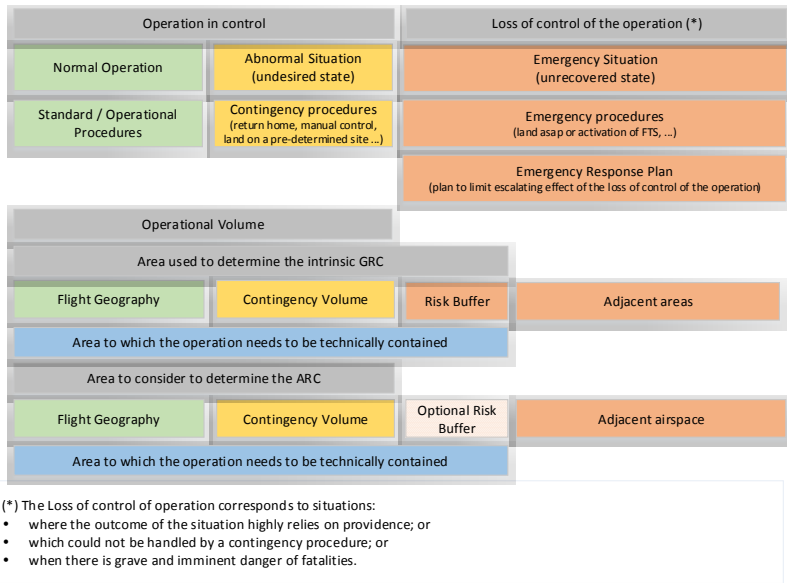 Operation in control
Loss of control of the operation (*)
Normal Operation
Abnormal Situation
(undesired state)
Emergency Situation
(unrecovered state)
Standard / Operational
Procedures
Contingency procedures
(return home, manual control,
land on a pre-determined site ...)
Emergency procedures
(land asap or activation of FTS, ...)
Emergency Response Plan
(plan to limit escalating effect of the loss of control of the operation)
Operational Volume
Area used to determine the intrinsic GRC
Flight Geography
Contingency Volume
Risk Buffer
Adjacent areas
Area to which the operation needs to be technically contained
Area to consider to determine the ARC
Flight Geography
Contingency Volume
Optional Risk
Buffer
Adjacent airspace
Area to which the operation needs to be technically contained
(*) The Loss of control of operation corresponds to situations:
• where the outcome of the situation highly relies on providence; or
• which could not be handled by a contingency procedure; or
• when there is grave and imminent danger of fatalities.